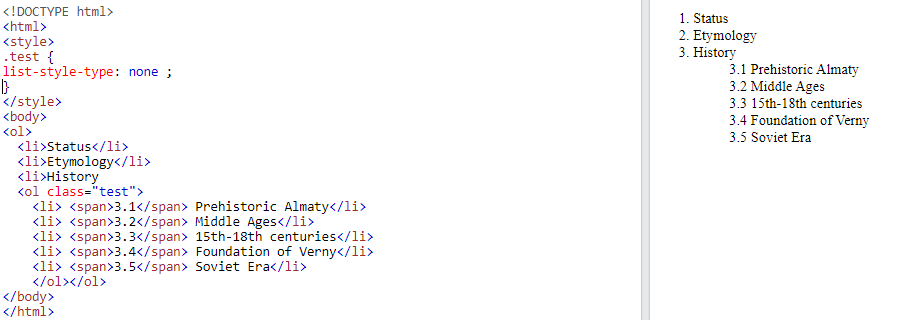 <!DOCTYPE html>
<html>
<style>
.test {
list-style-type: none ;
}
</style>
<body>
<ol>
<li>Status</li>
<li>Etymology</li>
<li>History
<ol class="test">
<li> <span>3.1</span> Prehistoric Almaty</li>
<li> <span>3.2</span> Middle Ages</li>
<li> <span>3.3</span> 15th-18th centuries</li>
<li> <span>3.4</span> Foundation of Verny</li>
<li> <span>3.5</span> Soviet Era</li>
</ol></ol>
</body>
</html>
1. Status
2. Etymology
3. History
3.1 Prehistoric Almaty
3.2 Middle Ages
3.3 15th-18th centuries
3.4 Foundation of Verny
3.5 Soviet Era